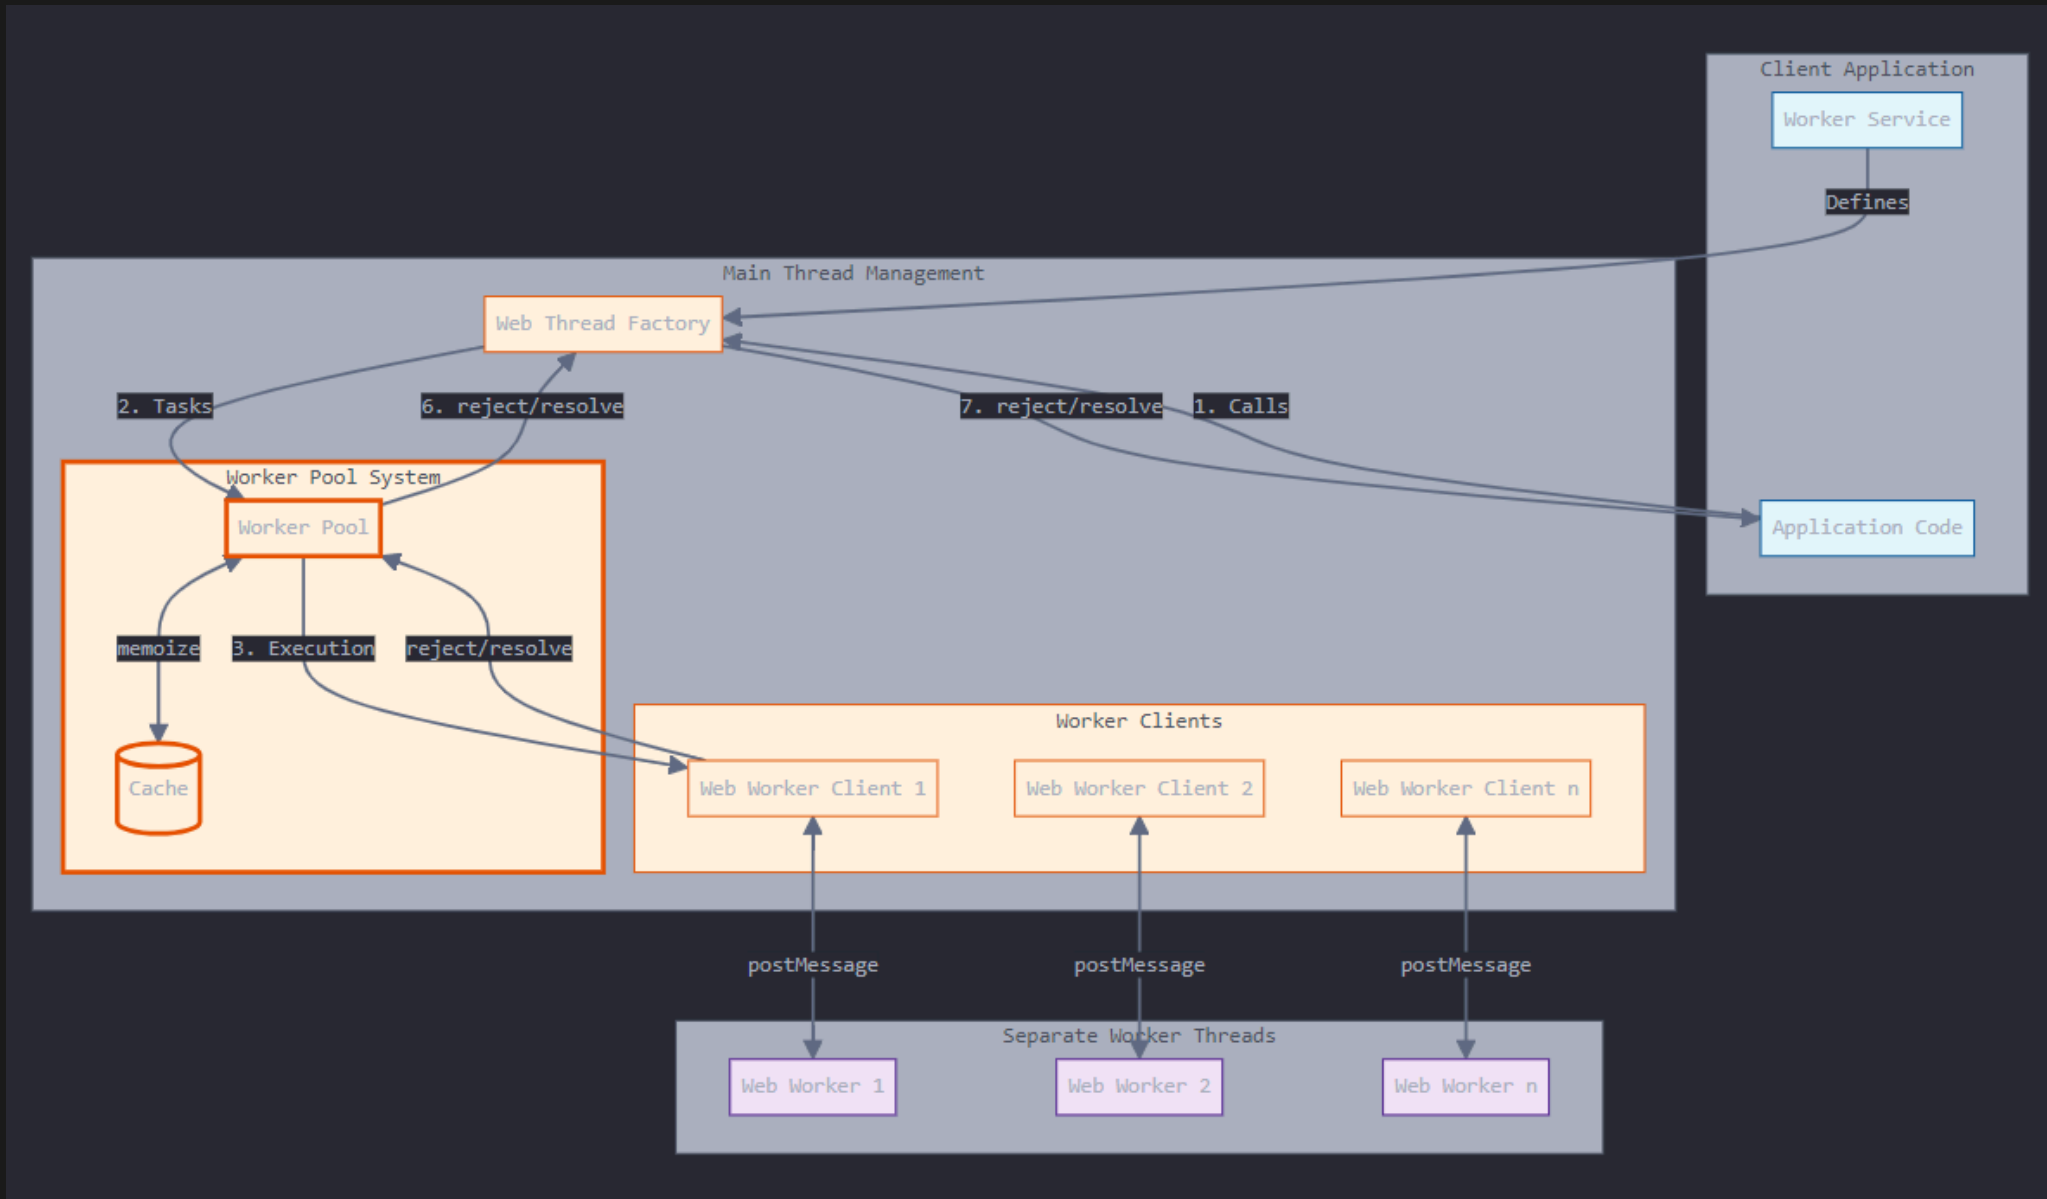 Client Application
Worker Service
Defines
Main Thread Management
Web Thread Factory
2. Tasks
6. reject/resolve
7. reject/resolve
1. Calls
Worker Pool System
Worker Pool
Application Code
memoize
3. Execution
reject/resolve
Worker Clients
Cache
Web Worker Client 1
Web Worker Client 2
Web Worker Client n
postMessage
postMessage
postMessage
Separate Worker Threads
Web Worker 1
Web Worker 2
Web Worker n